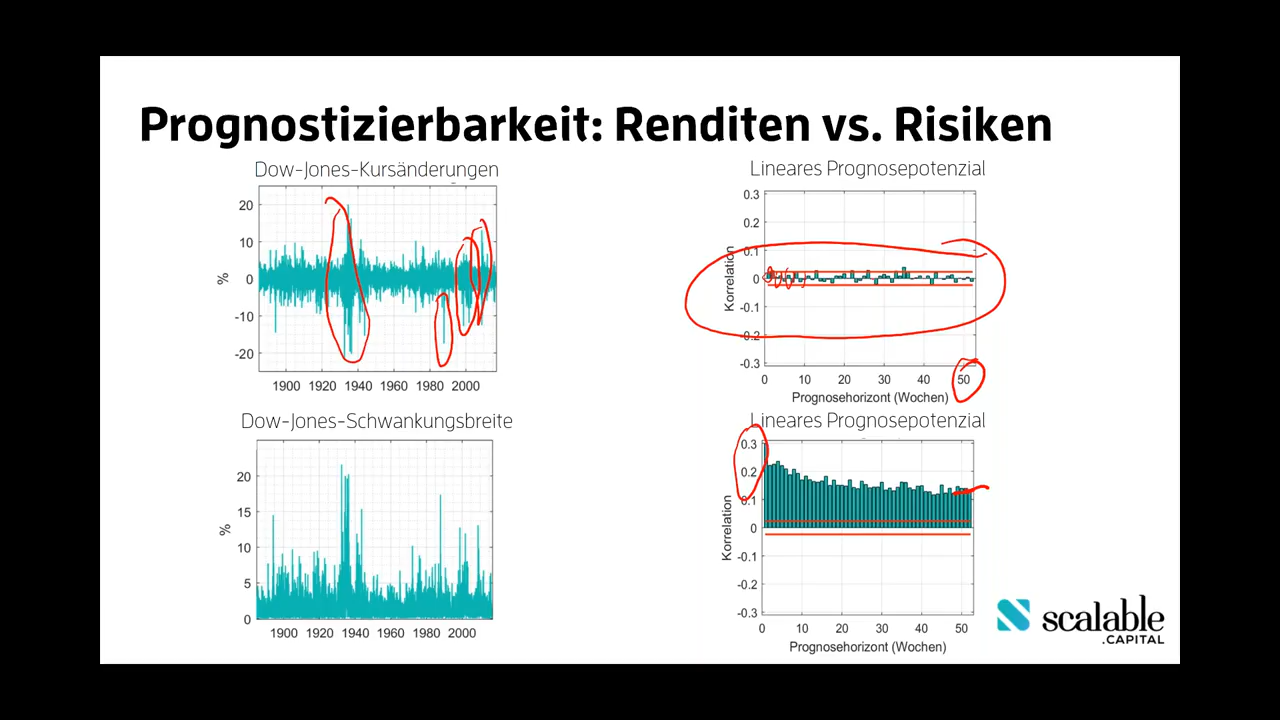 Prognostizierbarkeit: Renditen vs. Risiken
Dow-Jones-Kursänderungen
%
20
10
0
-10
-20
1900 1920 1940 1960 1980 2000
Lineares Prognosepotenzial
Korrelation
0.3
0.2
0.1
0
-0.1
-0.2
-0.3
0 10 20 30 40 50
Prognosehorizont (Wochen)
Dow-Jones-Schwankungsbreite
%
20
15
10
5
0
1900 1920 1940 1960 1980 2000
Lineares Prognosepotenzial
Korrelation
0.3
0.2
0.1
0
-0.1
-0.2
-0.3
0 10 20 30 40 50
Prognosehorizont (Wochen)
scalable
.CAPITAL